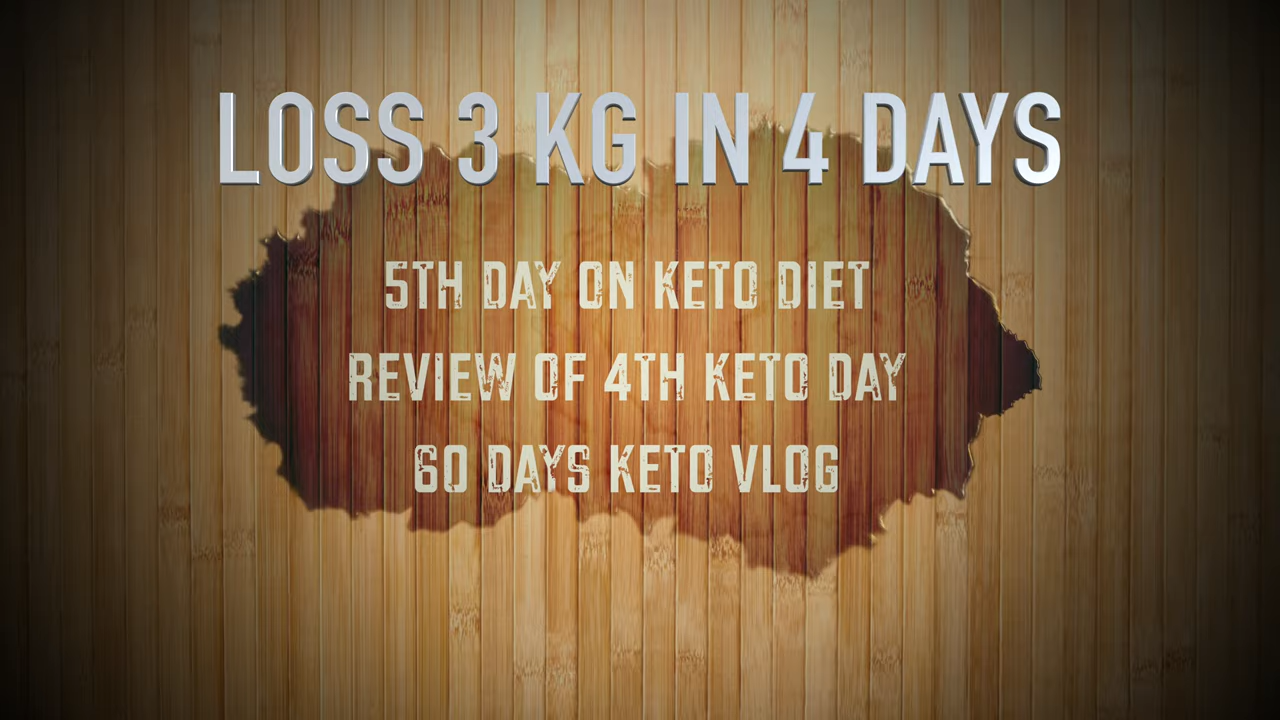 LOSS 3 KG IN 4 DAYS
5TH DAY ON KETO DIET
REVIEW OF 4TH KETO DAY
60 DAYS KETO VLOG